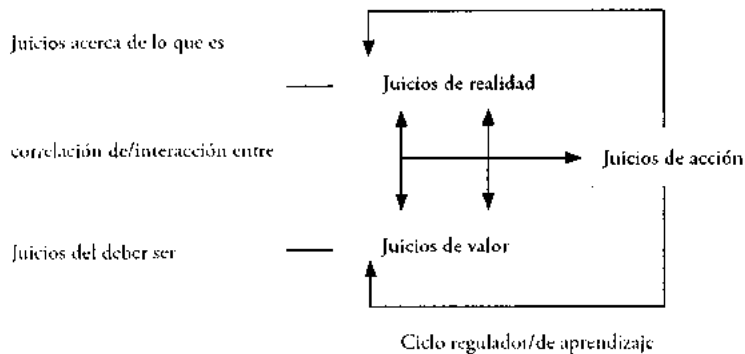 Juicios acerca de lo que es
Juicios de realidad
correlación de/interacción entre
Juicios de acción
Juicios del deber ser
Juicios de valor
Ciclo regulador/de aprendizaje